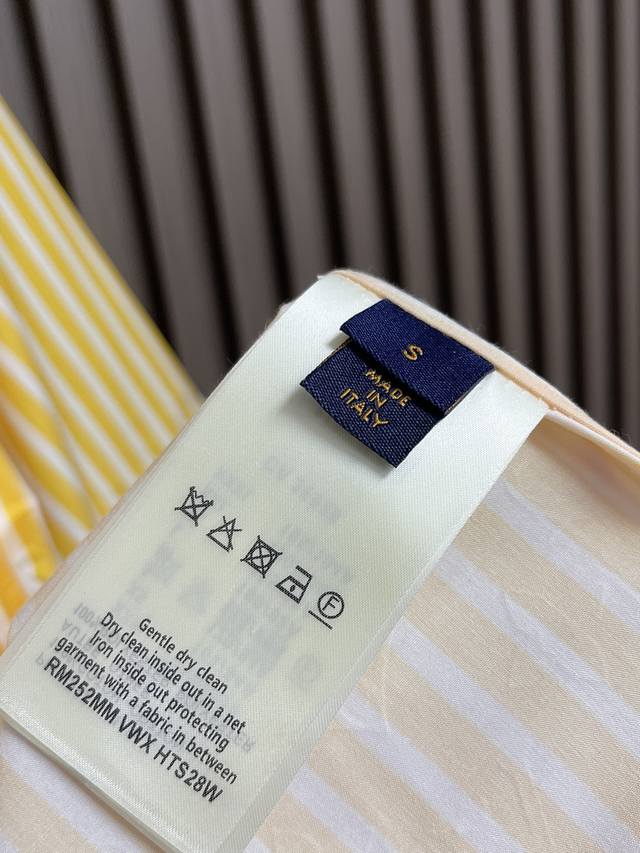 S
MADE
IN
ITALY
F
Gentle dry clean
Dry clean inside out in a net
Iron inside out protecting
garment with a fabric in between
RM252MM VWX HTS28W